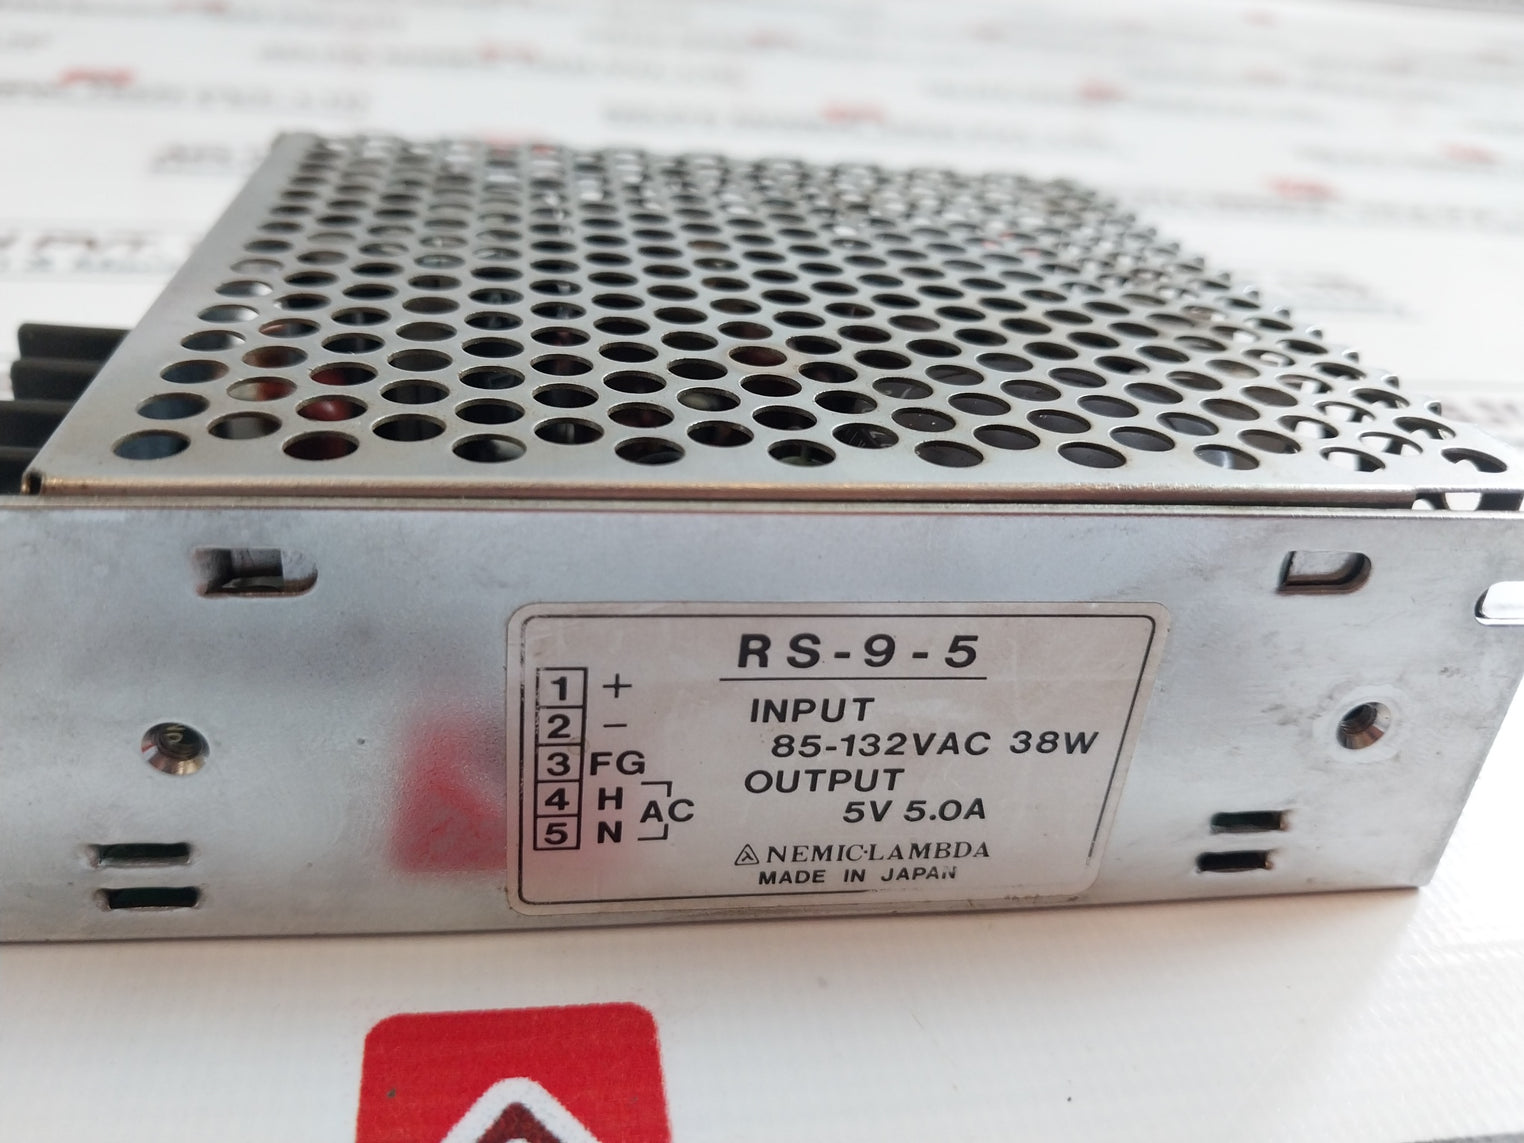 RS-9-5
1 +
2 -
3 FG
4 H
5 N
AC
INPUT
85-132VAC 38W
OUTPUT
5V 5.0A
NEMIC-LAMBDA
MADE IN JAPAN